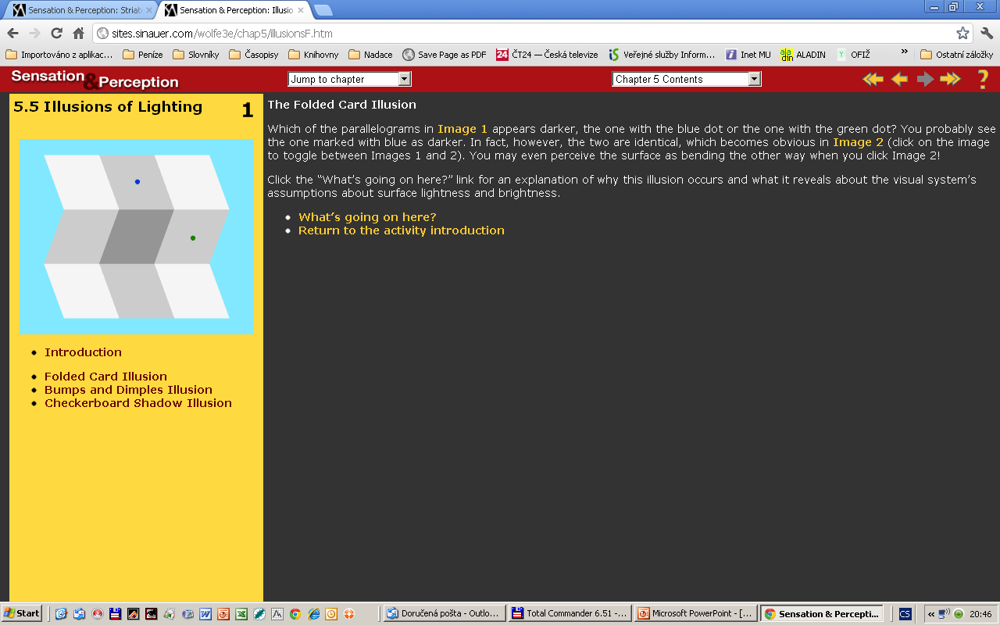 Sensation & Perception: Striat
Sensation & Perception: Illusio
sites.sinauer.com/wolfe3e/chap5/illusionsF.htm
Importováno z aplikac... Peníze Slovníky Časopisy Knihovny Nadace Save Page as PDF 24 ČT24 — Česká televize Veřejné služby Inform... Inet MU ala din ALADIN Y OFIŽ » Ostatní záložky
Sensation & Perception
Jump to chapter
Chapter 5 Contents
?
5.5 Illusions of Lighting 1
Introduction
Folded Card Illusion
Bumps and Dimples Illusion
Checkerboard Shadow Illusion
The Folded Card Illusion
Which of the parallelograms in Image 1 appears darker, the one with the blue dot or the one with the green dot? You probably see
the one marked with blue as darker. In fact, however, the two are identical, which becomes obvious in Image 2 (click on the image
to toggle between Images 1 and 2). You may even perceive the surface as bending the other way when you click Image 2!
Click the “What’s going on here?” link for an explanation of why this illusion occurs and what it reveals about the visual system’s
assumptions about surface lightness and brightness.
What’s going on here?
Return to the activity introduction
Start Doručená pošta - Outlo... Total Commander 6.51 -... Microsoft PowerPoint - [... Sensation & Percepti... CS « 20:46